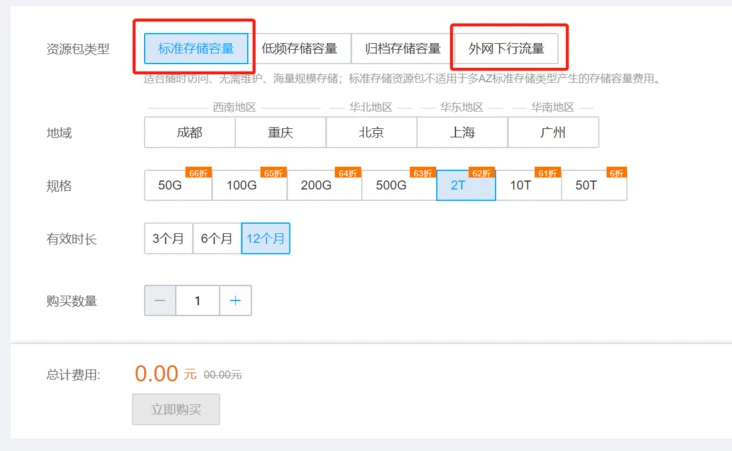 资源包类型 标准存储容量 低频存储容量 归档存储容量 外网下行流量
适合随时访问、无需维护、海量规模存储；标准存储资源包不适用于多AZ标准存储类型产生的存储容量费用。
西南地区 华北地区 华东地区 华南地区
地域 成都 重庆 北京 上海 广州
66折 65折 64折 63折 62折 61折 6折
规格 50G 100G 200G 500G 2T 10T 50T
有效时长 3个月 6个月 12个月
购买数量 − 1 +
总计费用: 0.00 元 00.00元
立即购买